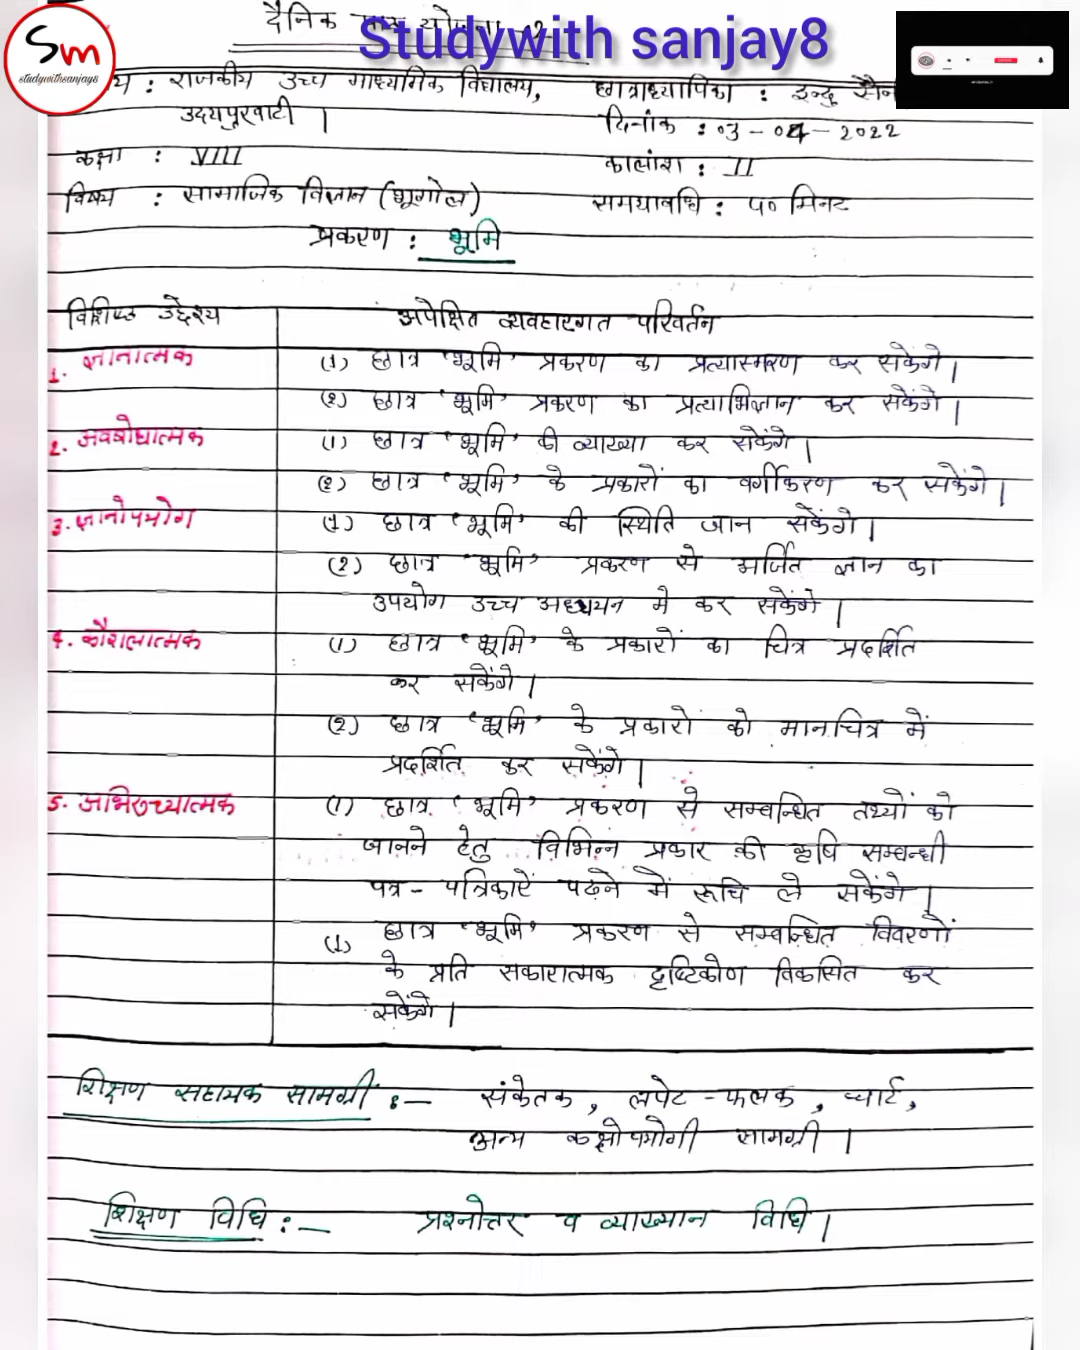 दैनिक पाठ योजना
Studywith sanjay8
Sm
studywithsanjay8
य : राजकीय उच्च माध्यमिक विद्यालय,
छात्राध्यापिका : इन्दु सैन
उदयपुरवाटी ।
दिनांक : 03 - 04 - 2022
कक्षा : VIII
कालांश : II
विषय : सामाजिक विज्ञान (भूगोल)
समयावधि : ५० मिनट
प्रकरण : भूमि
विशिष्ट उद्देश्य
अपेक्षित व्यवहारगत परिवर्तन
1. ज्ञानात्मक
(1) छात्र 'भूमि' प्रकरण का प्रत्यास्मरण कर सकेंगे।
(२) छात्र 'भूमि' प्रकरण का प्रत्याभिज्ञान कर सकेंगे।
2. अवबोधात्मक
(1) छात्र 'भूमि' की व्याख्या कर सकेंगे।
(२) छात्र 'भूमि' के प्रकारों का वर्गीकरण कर सकेंगे।
3. ज्ञानोपयोग
(1) छात्र 'भूमि' की स्थिति जान सकेंगे।
(2) छात्र 'भूमि' प्रकरण से अर्जित ज्ञान का
उपयोग उच्च अध्ययन मे कर सकेंगे।
4. कौशलात्मक
(1) छात्र 'भूमि' के प्रकारों का चित्र प्रदर्शित
कर सकेंगे।
(2) छात्र 'भूमि' के प्रकारों को मानचित्र में
प्रदर्शित कर सकेंगे।
5. अभिरुच्यात्मक
(1) छात्र 'भूमि' प्रकरण से सम्बन्धित तथ्यों को
जानने हेतु विभिन्न प्रकार की कृषि सम्बन्धी
पत्र - पत्रिकाऐं पढने में रूचि ले सकेंगे।
(1) छात्र 'भूमि' प्रकरण से सम्बन्धित विवरणों
के प्रति सकारात्मक दृष्टिकोण विकसित कर
सकेंगे।
शिक्षण सहायक सामग्री :- संकेतक, लपेट - फलक, चार्ट,
अन्य कक्षोपयोगी सामग्री।
शिक्षण विधि :- प्रश्नोत्तर व व्याख्यान विधि।